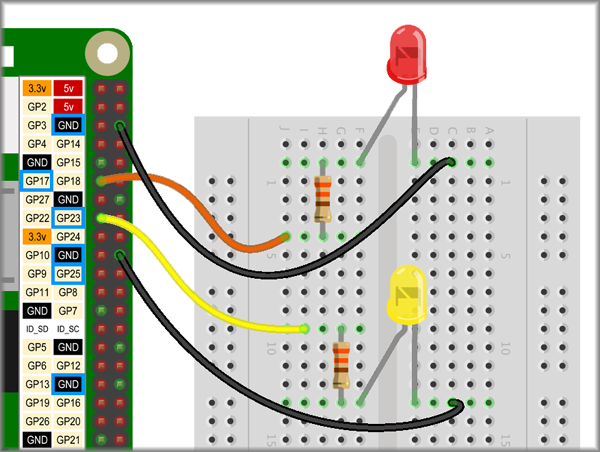 3.3v 5v
GP2 5v
GP3 GND
GP4 GP14
GND GP15
GP17 GP18
GP27 GND
GP22 GP23
3.3v GP24
GP10 GND
GP9 GP25
GP11 GP8
GND GP7
ID_SD ID_SC
GP5 GND
GP6 GP12
GP13 GND
GP19 GP16
GP26 GP20
GND GP21
J I H G F E D C B A
1 1
5 5
10 10
15 15